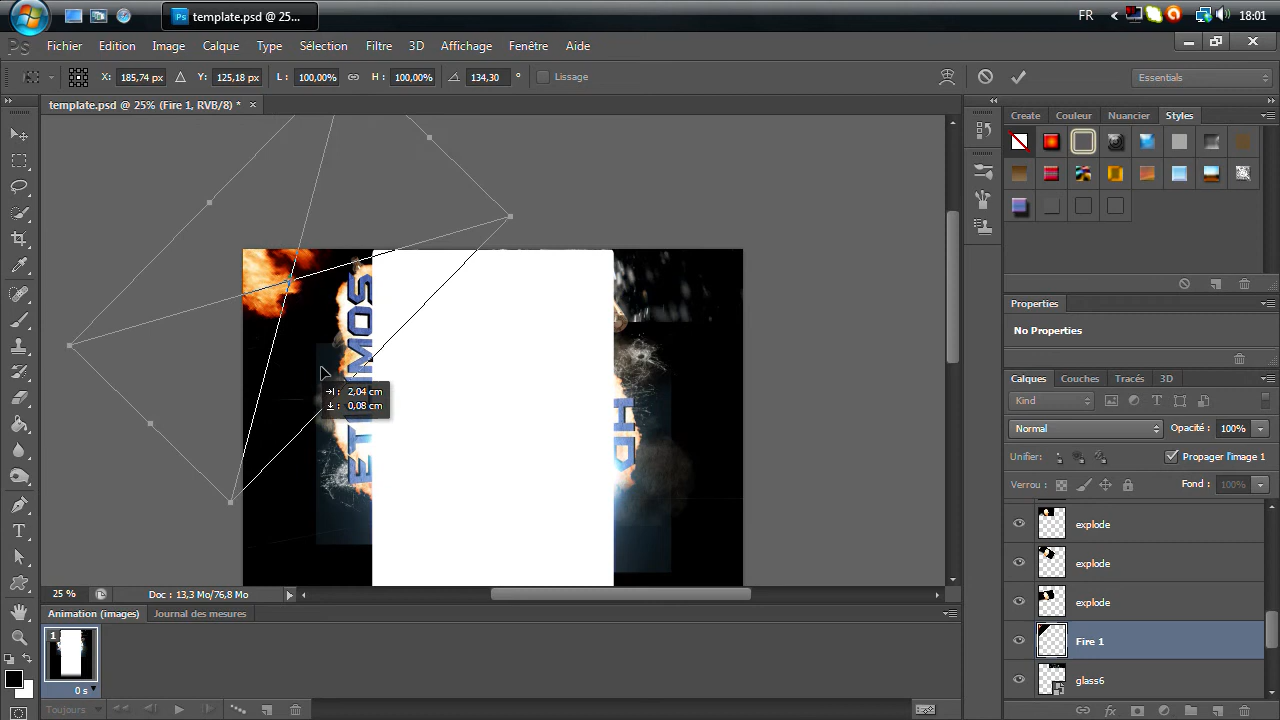 template.psd @ 25%...
FR
18:01
Ps
Fichier Edition Image Calque Type Sélection Filtre 3D Affichage Fenêtre Aide
X: 185,74 px Y: 125,18 px L: 100,00% H: 100,00% 134,30 ° Lissage Essentials
template.psd @ 25% (Fire 1, RVB/8) * ×
Create Couleur Nuancier Styles
Properties
No Properties
Calques Couches Tracés 3D
Kind
Normal Opacité : 100%
Unifier : Propager l'image 1
Verrou : Fond : 100%
explode
explode
explode
Fire 1
glass6
2,04 cm
0,08 cm
25 % Doc : 13,3 Mo/76,8 Mo
Animation (images) Journal des mesures
1
0 s
Toujours